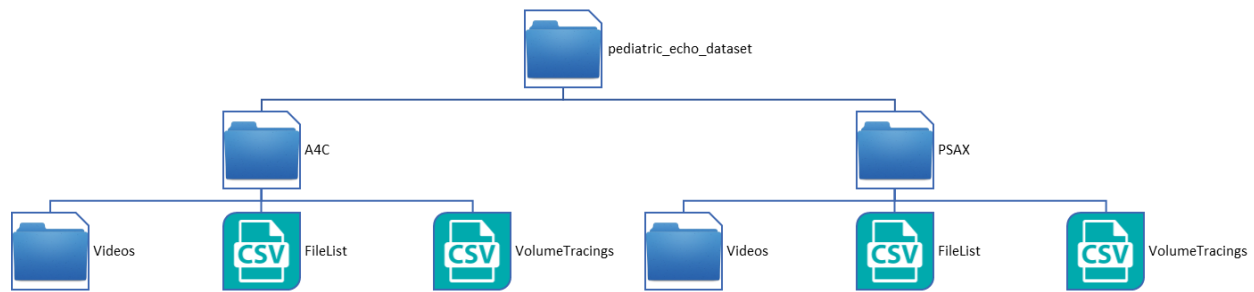 pediatric_echo_dataset
A4C
PSAX
Videos
CSV
FileList
CSV
VolumeTracings
Videos
CSV
FileList
CSV
VolumeTracings